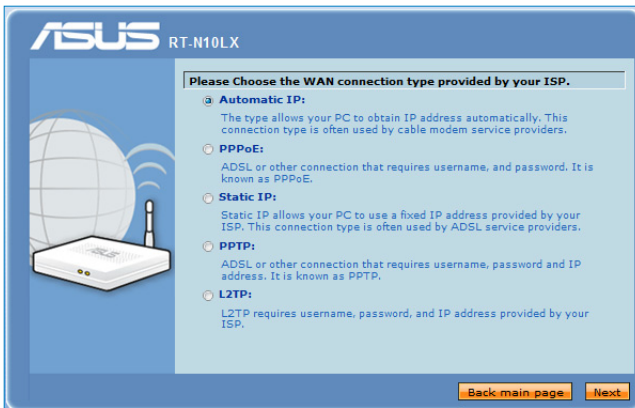 ASUS RT-N10LX
Please Choose the WAN connection type provided by your ISP.
Automatic IP:
The type allows your PC to obtain IP address automatically. This
connection type is often used by cable modem service providers.
PPPoE:
ADSL or other connection that requires username, and password. It is
known as PPPoE.
Static IP:
Static IP allows your PC to use a fixed IP address provided by your
ISP. This connection type is often used by ADSL service providers.
PPTP:
ADSL or other connection that requires username, password and IP
address. It is known as PPTP.
L2TP:
L2TP requires username, password, and IP address provided by your
ISP.
Back main page Next